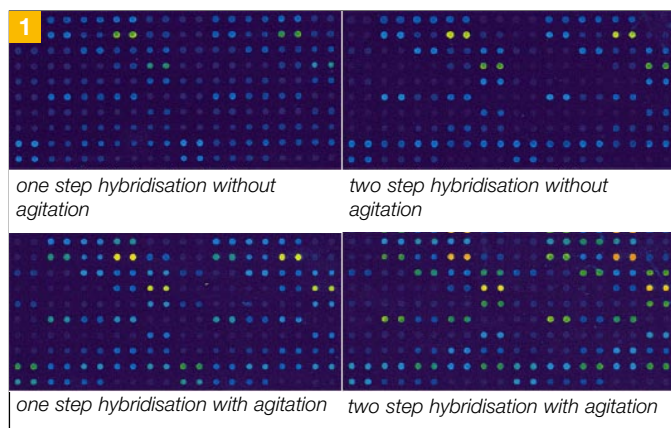 1
one step hybridisation without
agitation
two step hybridisation without
agitation
one step hybridisation with agitation
two step hybridisation with agitation